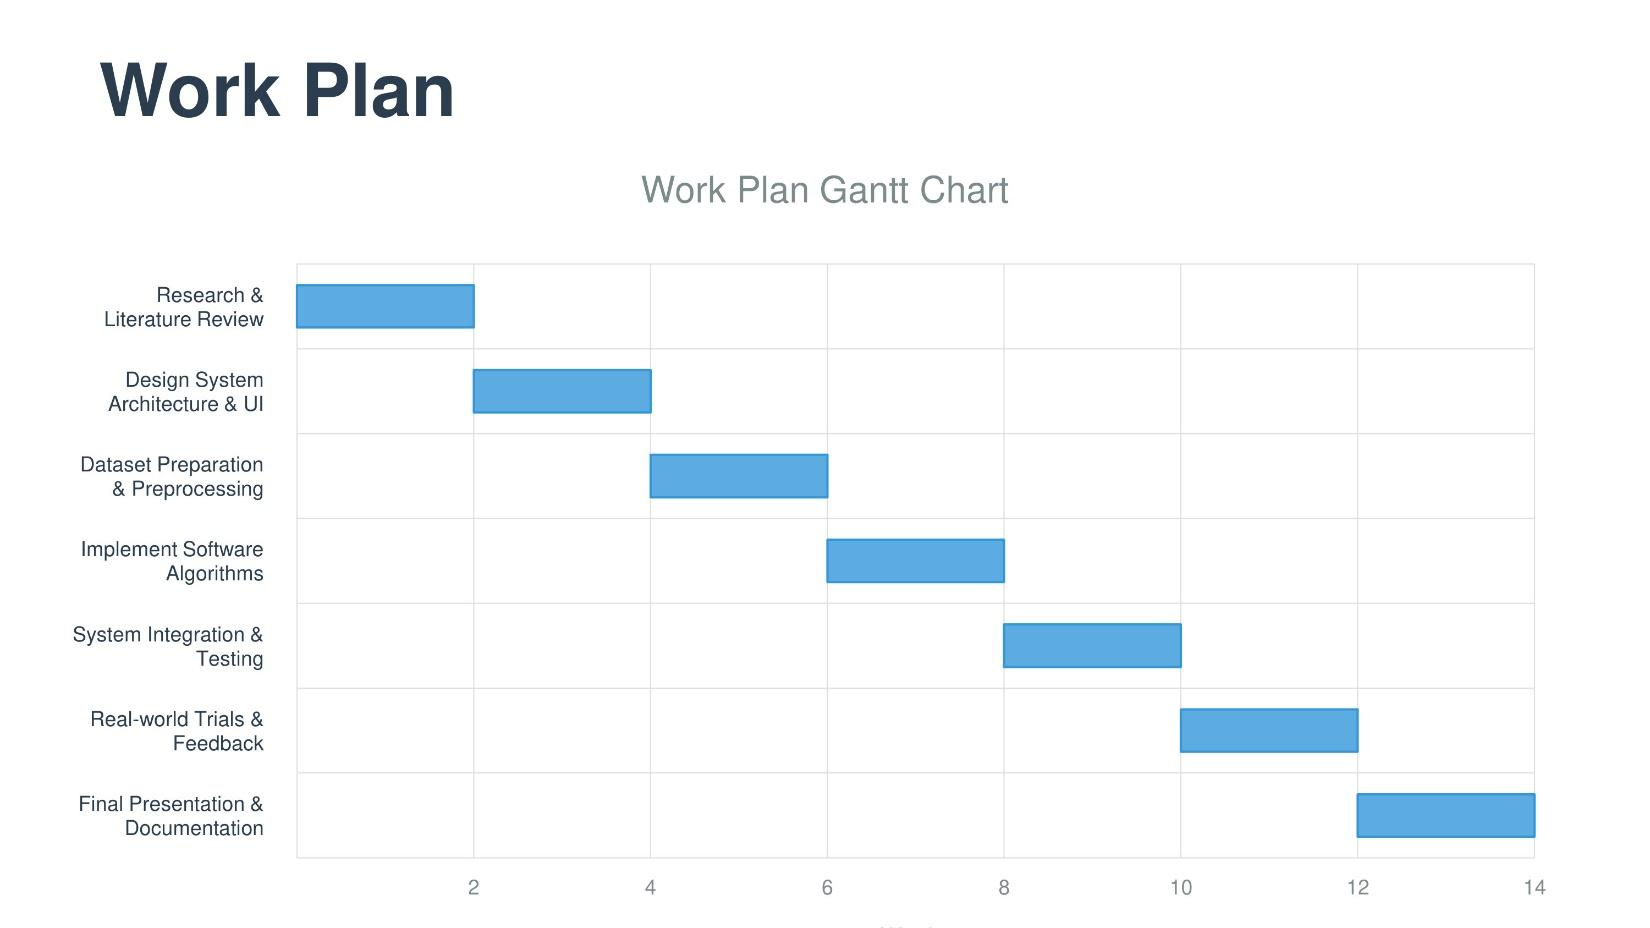 Work Plan
Work Plan Gantt Chart
Research &
Literature Review
Design System
Architecture & UI
Dataset Preparation
& Preprocessing
Implement Software
Algorithms
System Integration &
Testing
Real-world Trials &
Feedback
Final Presentation &
Documentation
2 4 6 8 10 12 14